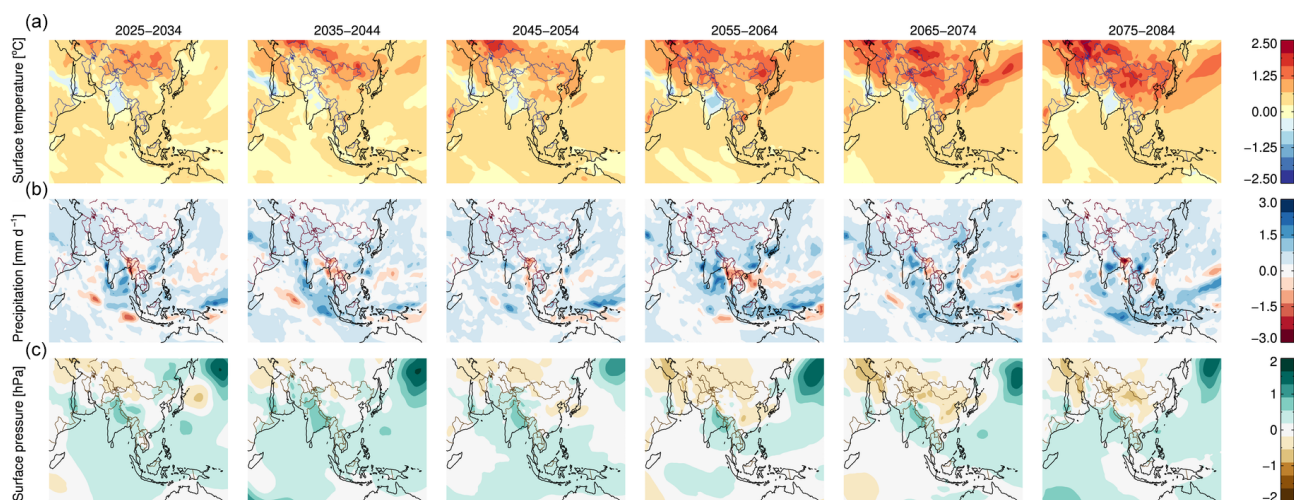 (a)
2025−2034 2035−2044 2045−2054 2055−2064 2065−2074 2075−2084
Surface temperature [ºC]
2.50
1.25
0.00
−1.25
−2.50
(b)
Precipitation [mm d⁻¹]
3.0
1.5
0.0
−1.5
−3.0
(c)
Surface pressure [hPa]
2
1
0
−1
−2